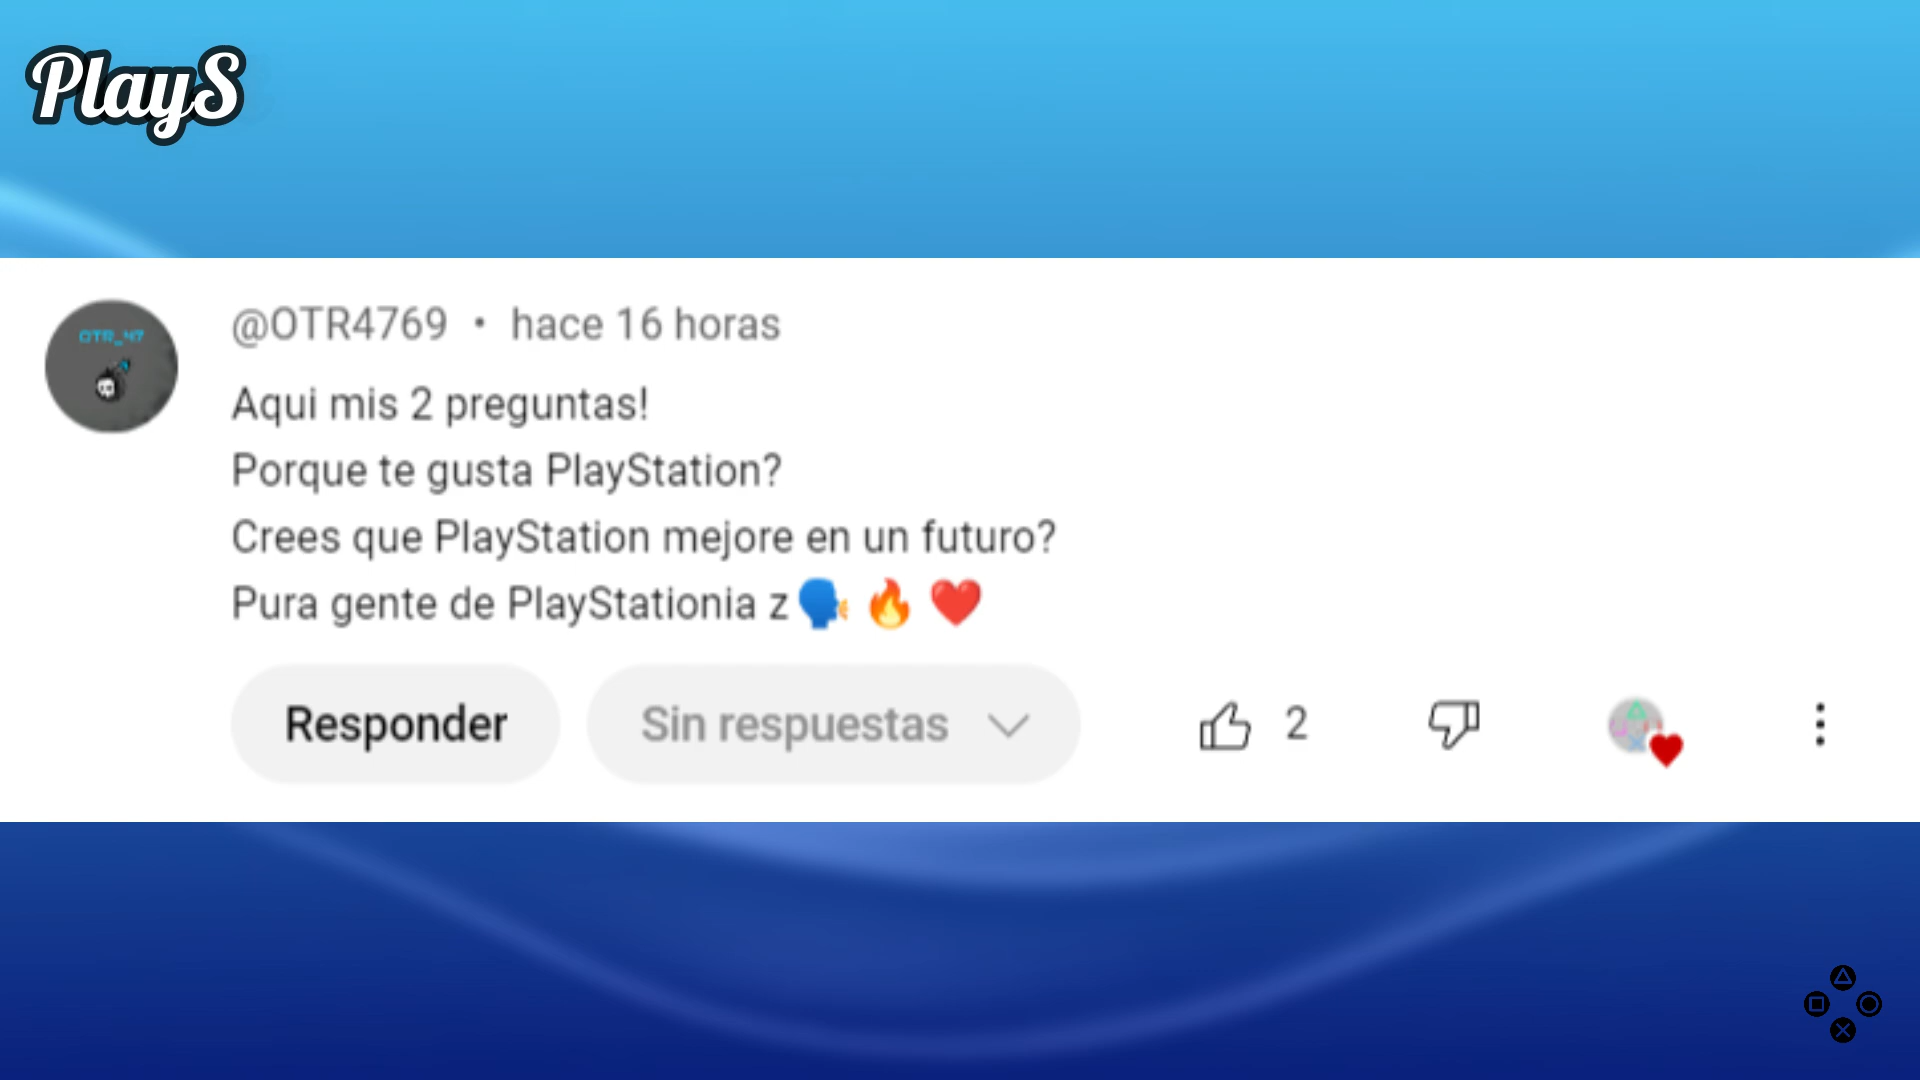 PlayS
OTR_47
@OTR4769 • hace 16 horas
Aqui mis 2 preguntas!
Porque te gusta PlayStation?
Crees que PlayStation mejore en un futuro?
Pura gente de PlayStationia z🗣️🔥❤️
Responder
Sin respuestas
2